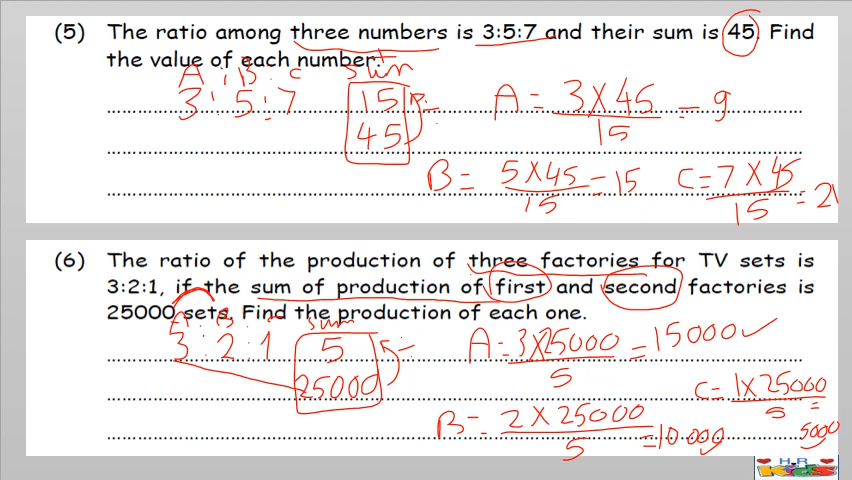 (5) The ratio among three numbers is 3:5:7 and their sum is 45. Find
the value of each number.
A : B : C sum
3 : 5 : 7 15
45
A = 3 X 45 / 15 = 9
B = 5 X 45 / 15 = 15 C = 7 X 45 / 15 = 21
(6) The ratio of the production of three factories for TV sets is
3:2:1, if the sum of production of first and second factories is
25000 sets. Find the production of each one.
A : B : C sum
3 : 2 : 1 5
25000
A = 3 X 25000 / 5 = 15000
B = 2 X 25000 / 5 = 10000
C = 1 X 25000 / 5 = 5000
H.R
Kids